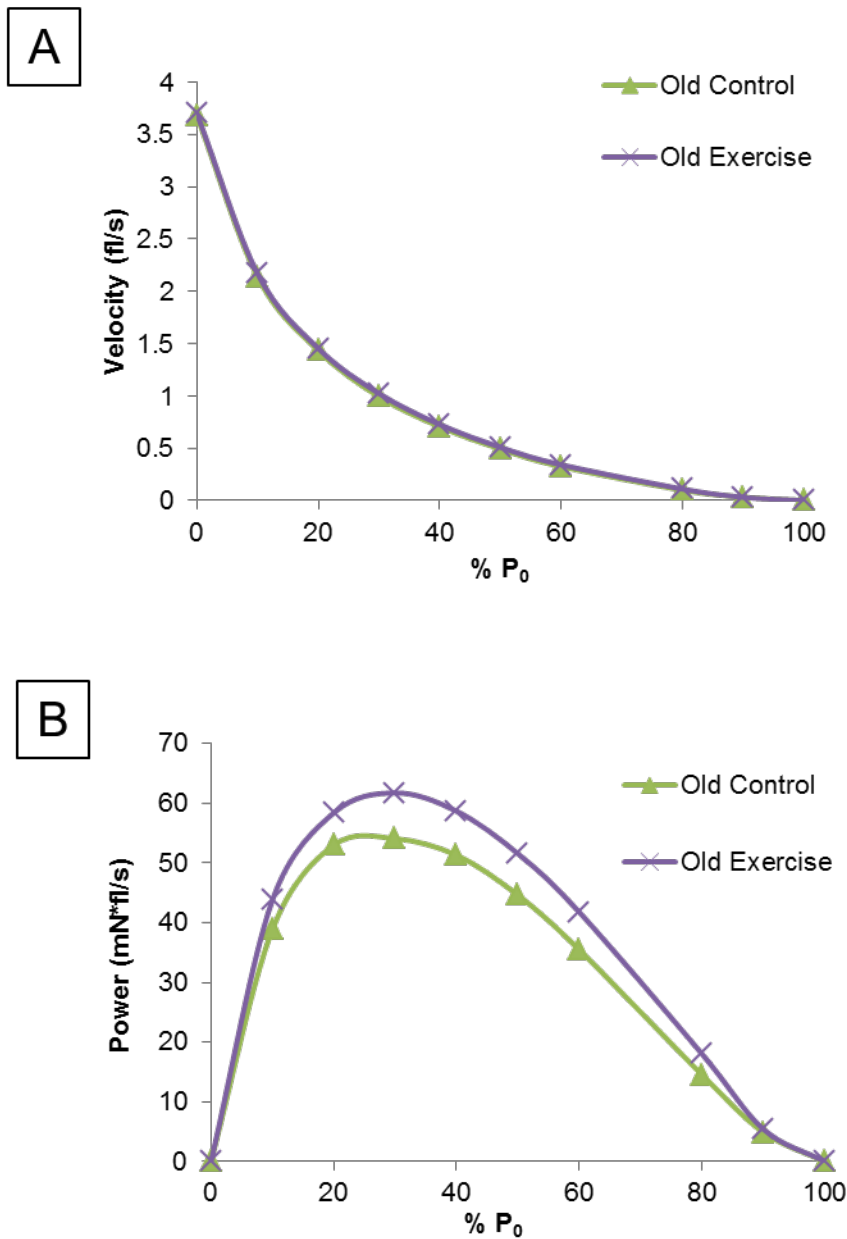 A
Old Control
Old Exercise
Velocity (fl/s)
4
3.5
3
2.5
2
1.5
1
0.5
0
0 20 40 60 80 100
% P₀
B
Old Control
Old Exercise
Power (mN*fl/s)
70
60
50
40
30
20
10
0
0 20 40 60 80 100
% P₀